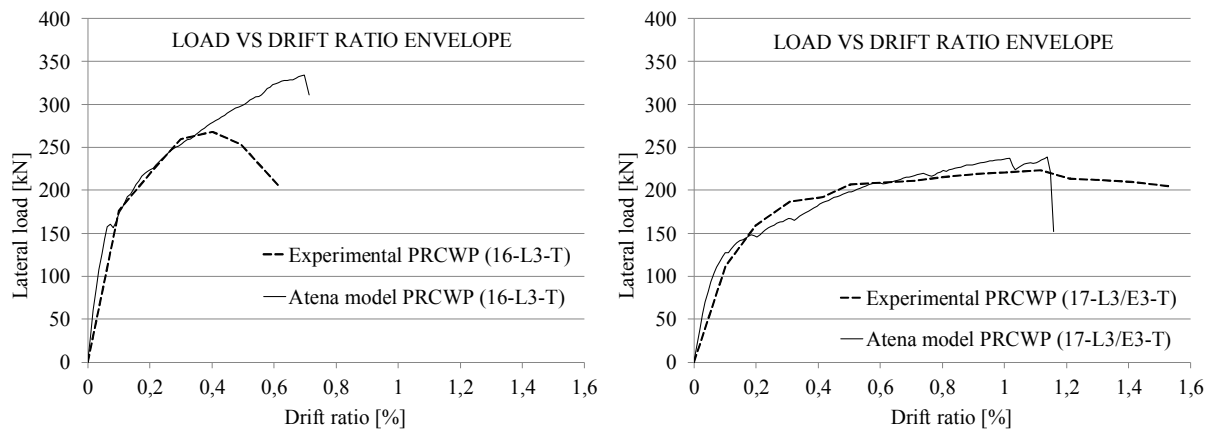 LOAD VS DRIFT RATIO ENVELOPE
Lateral load [kN]
400
350
300
250
200
150
100
50
0
Experimental PRCWP (16-L3-T)
Atena model PRCWP (16-L3-T)
0 0,2 0,4 0,6 0,8 1 1,2 1,4 1,6
Drift ratio [%]
LOAD VS DRIFT RATIO ENVELOPE
Lateral load [kN]
400
350
300
250
200
150
100
50
0
Experimental PRCWP (17-L3/E3-T)
Atena model PRCWP (17-L3/E3-T)
0 0,2 0,4 0,6 0,8 1 1,2 1,4 1,6
Drift ratio [%]